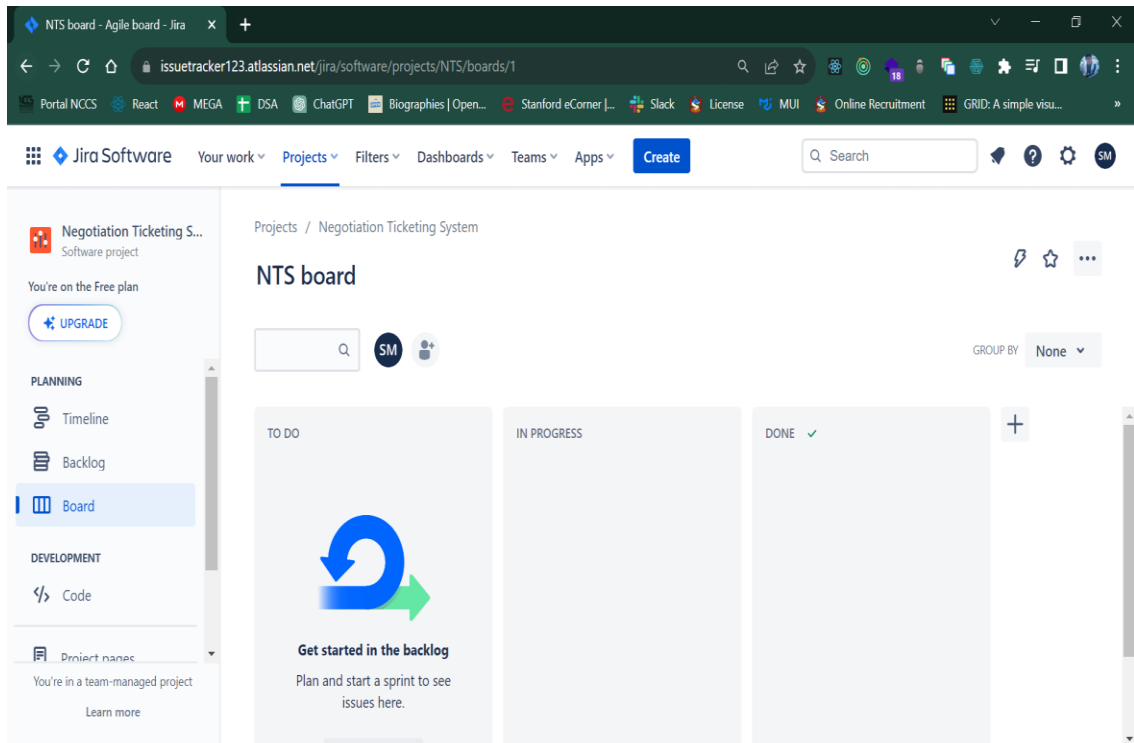 NTS board - Agile board - Jira
issuetracker123.atlassian.net/jira/software/projects/NTS/boards/1
18
Portal NCCS React MEGA DSA ChatGPT Biographies | Open... Stanford eCorner |... Slack License MUI Online Recruitment GRID: A simple visu... »
Jira Software Your work Projects Filters Dashboards Teams Apps Create Search SM
Negotiation Ticketing S...
Software project
You're on the Free plan
UPGRADE
PLANNING
Timeline
Backlog
Board
DEVELOPMENT
Code
Project pages
You're in a team-managed project
Learn more
Projects / Negotiation Ticketing System
NTS board
SM
GROUP BY None
TO DO
IN PROGRESS
DONE
Get started in the backlog
Plan and start a sprint to see
issues here.